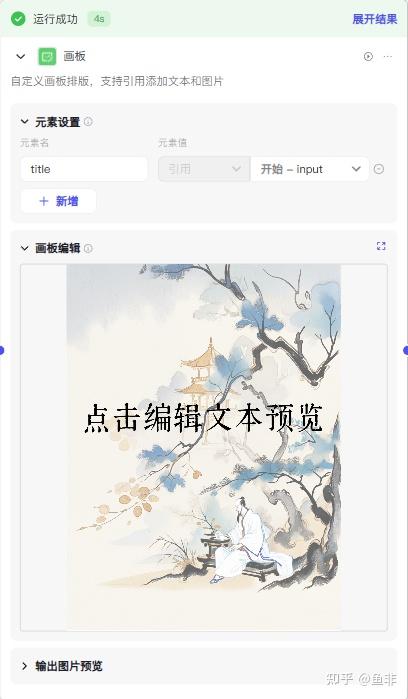 运行成功 4s 展开结果
画板
自定义画板排版，支持引用添加文本和图片
元素设置
元素名 元素值
title 引用 开始 – input
+ 新增
画板编辑
点击编辑文本预览
输出图片预览
知乎 @鱼非